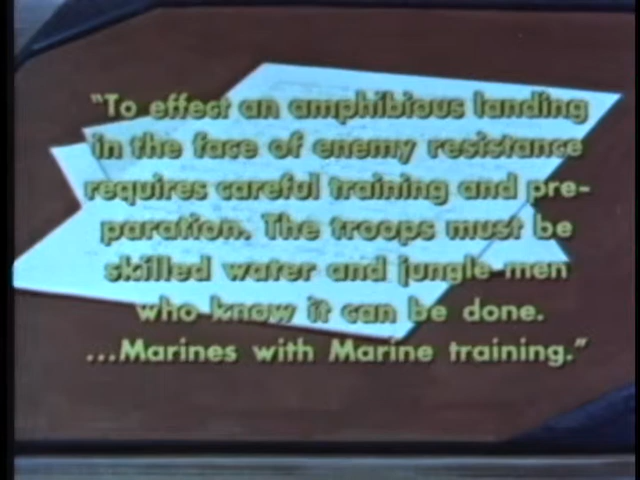 "To effect an amphibious landing
in the face of enemy resistance
requires careful training and pre-
paration. The troops must be
skilled water and jungle men
who know it can be done.
...Marines with Marine training."